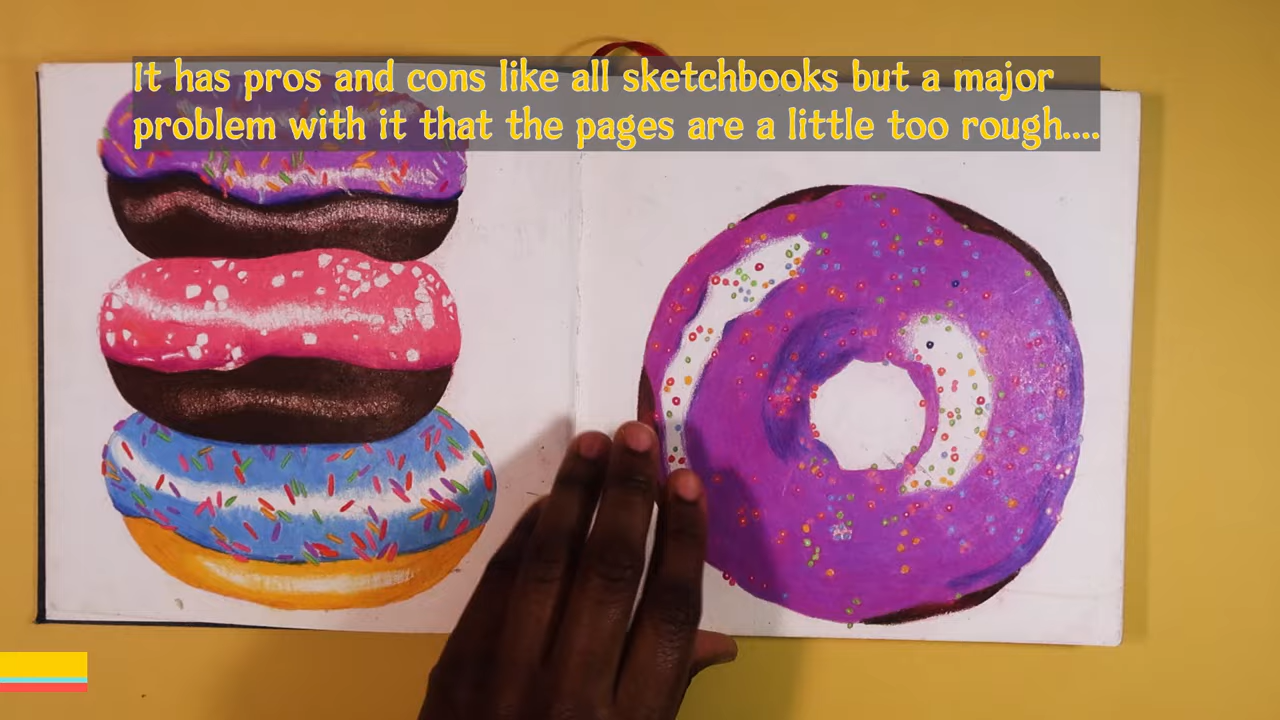 It has pros and cons like all sketchbooks but a major
problem with it that the pages are a little too rough....